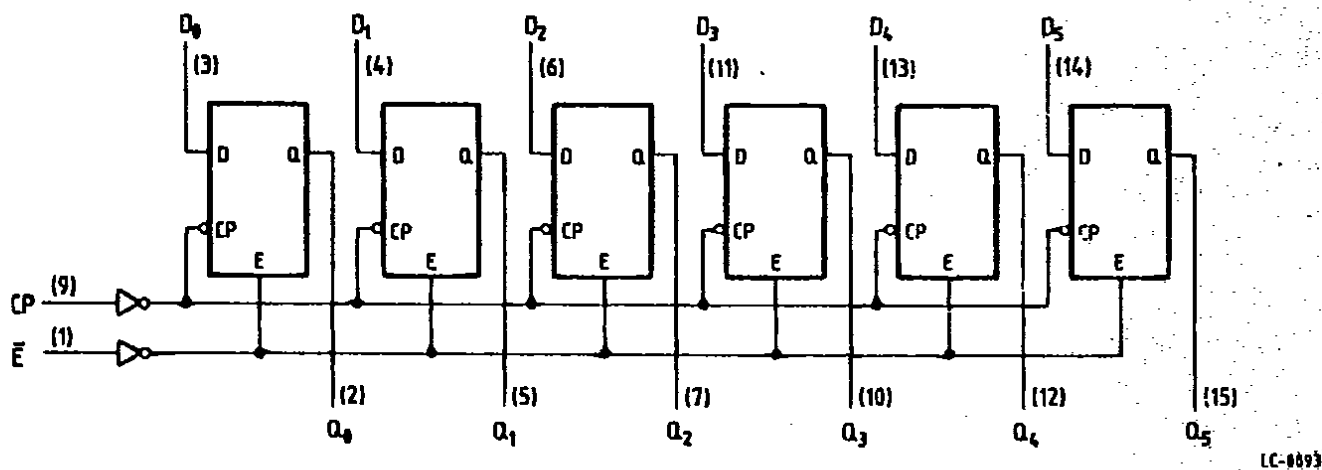 D0 D1 D2 D3 D4 D5
(3) (4) (6) (11) (13) (14)
D Q D Q D Q D Q D Q D Q
CP CP CP CP CP CP
E E E E E E
CP (9)
Ē (1)
(2) (5) (7) (10) (12) (15)
Q0 Q1 Q2 Q3 Q4 Q5
LC-0093